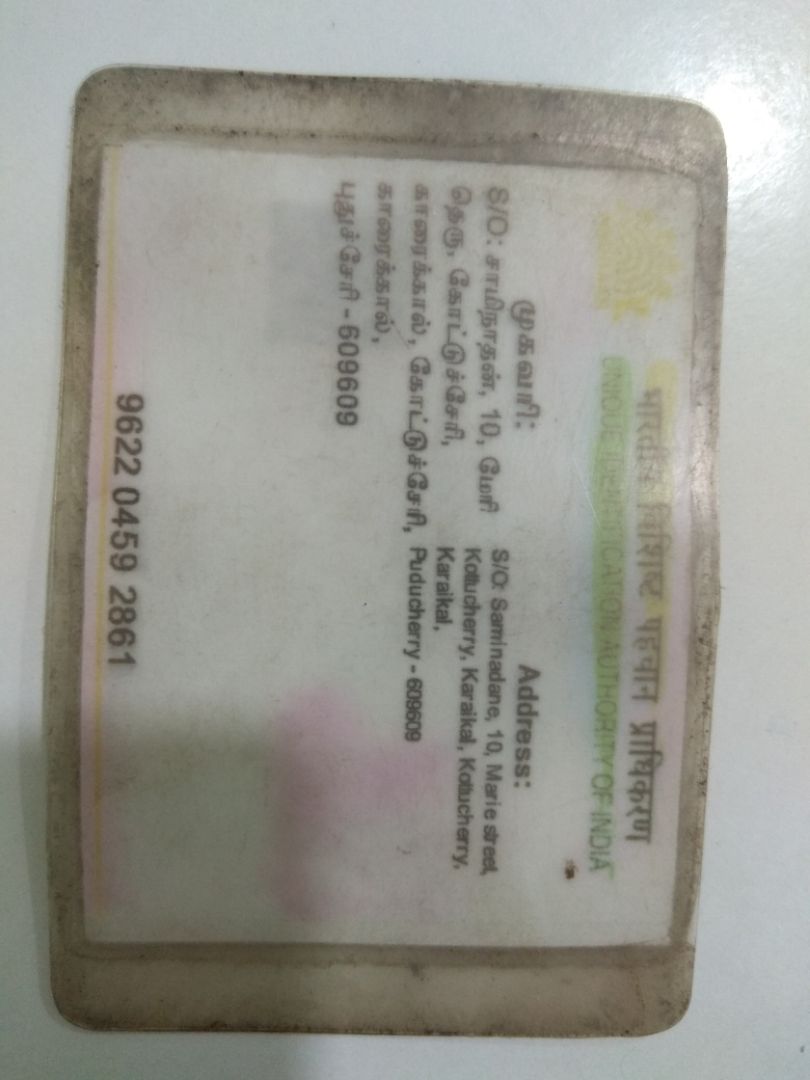 भारतीय विशिष्ट पहचान प्राधिकरण
UNIQUE IDENTIFICATION AUTHORITY OF INDIA
முகவரி:
S/O: சாமிநாதன், 10, மேரி
தெரு, கோட்டுச்சேரி,
காரைக்கால், கோட்டுச்சேரி,
காரைக்கால்,
புதுச்சேரி - 609609
Address:
S/O: Saminadane, 10, Marie street,
Kottucherry, Karaikal, Kottucherry,
Karaikal,
Puducherry - 609609
9622 0459 2861